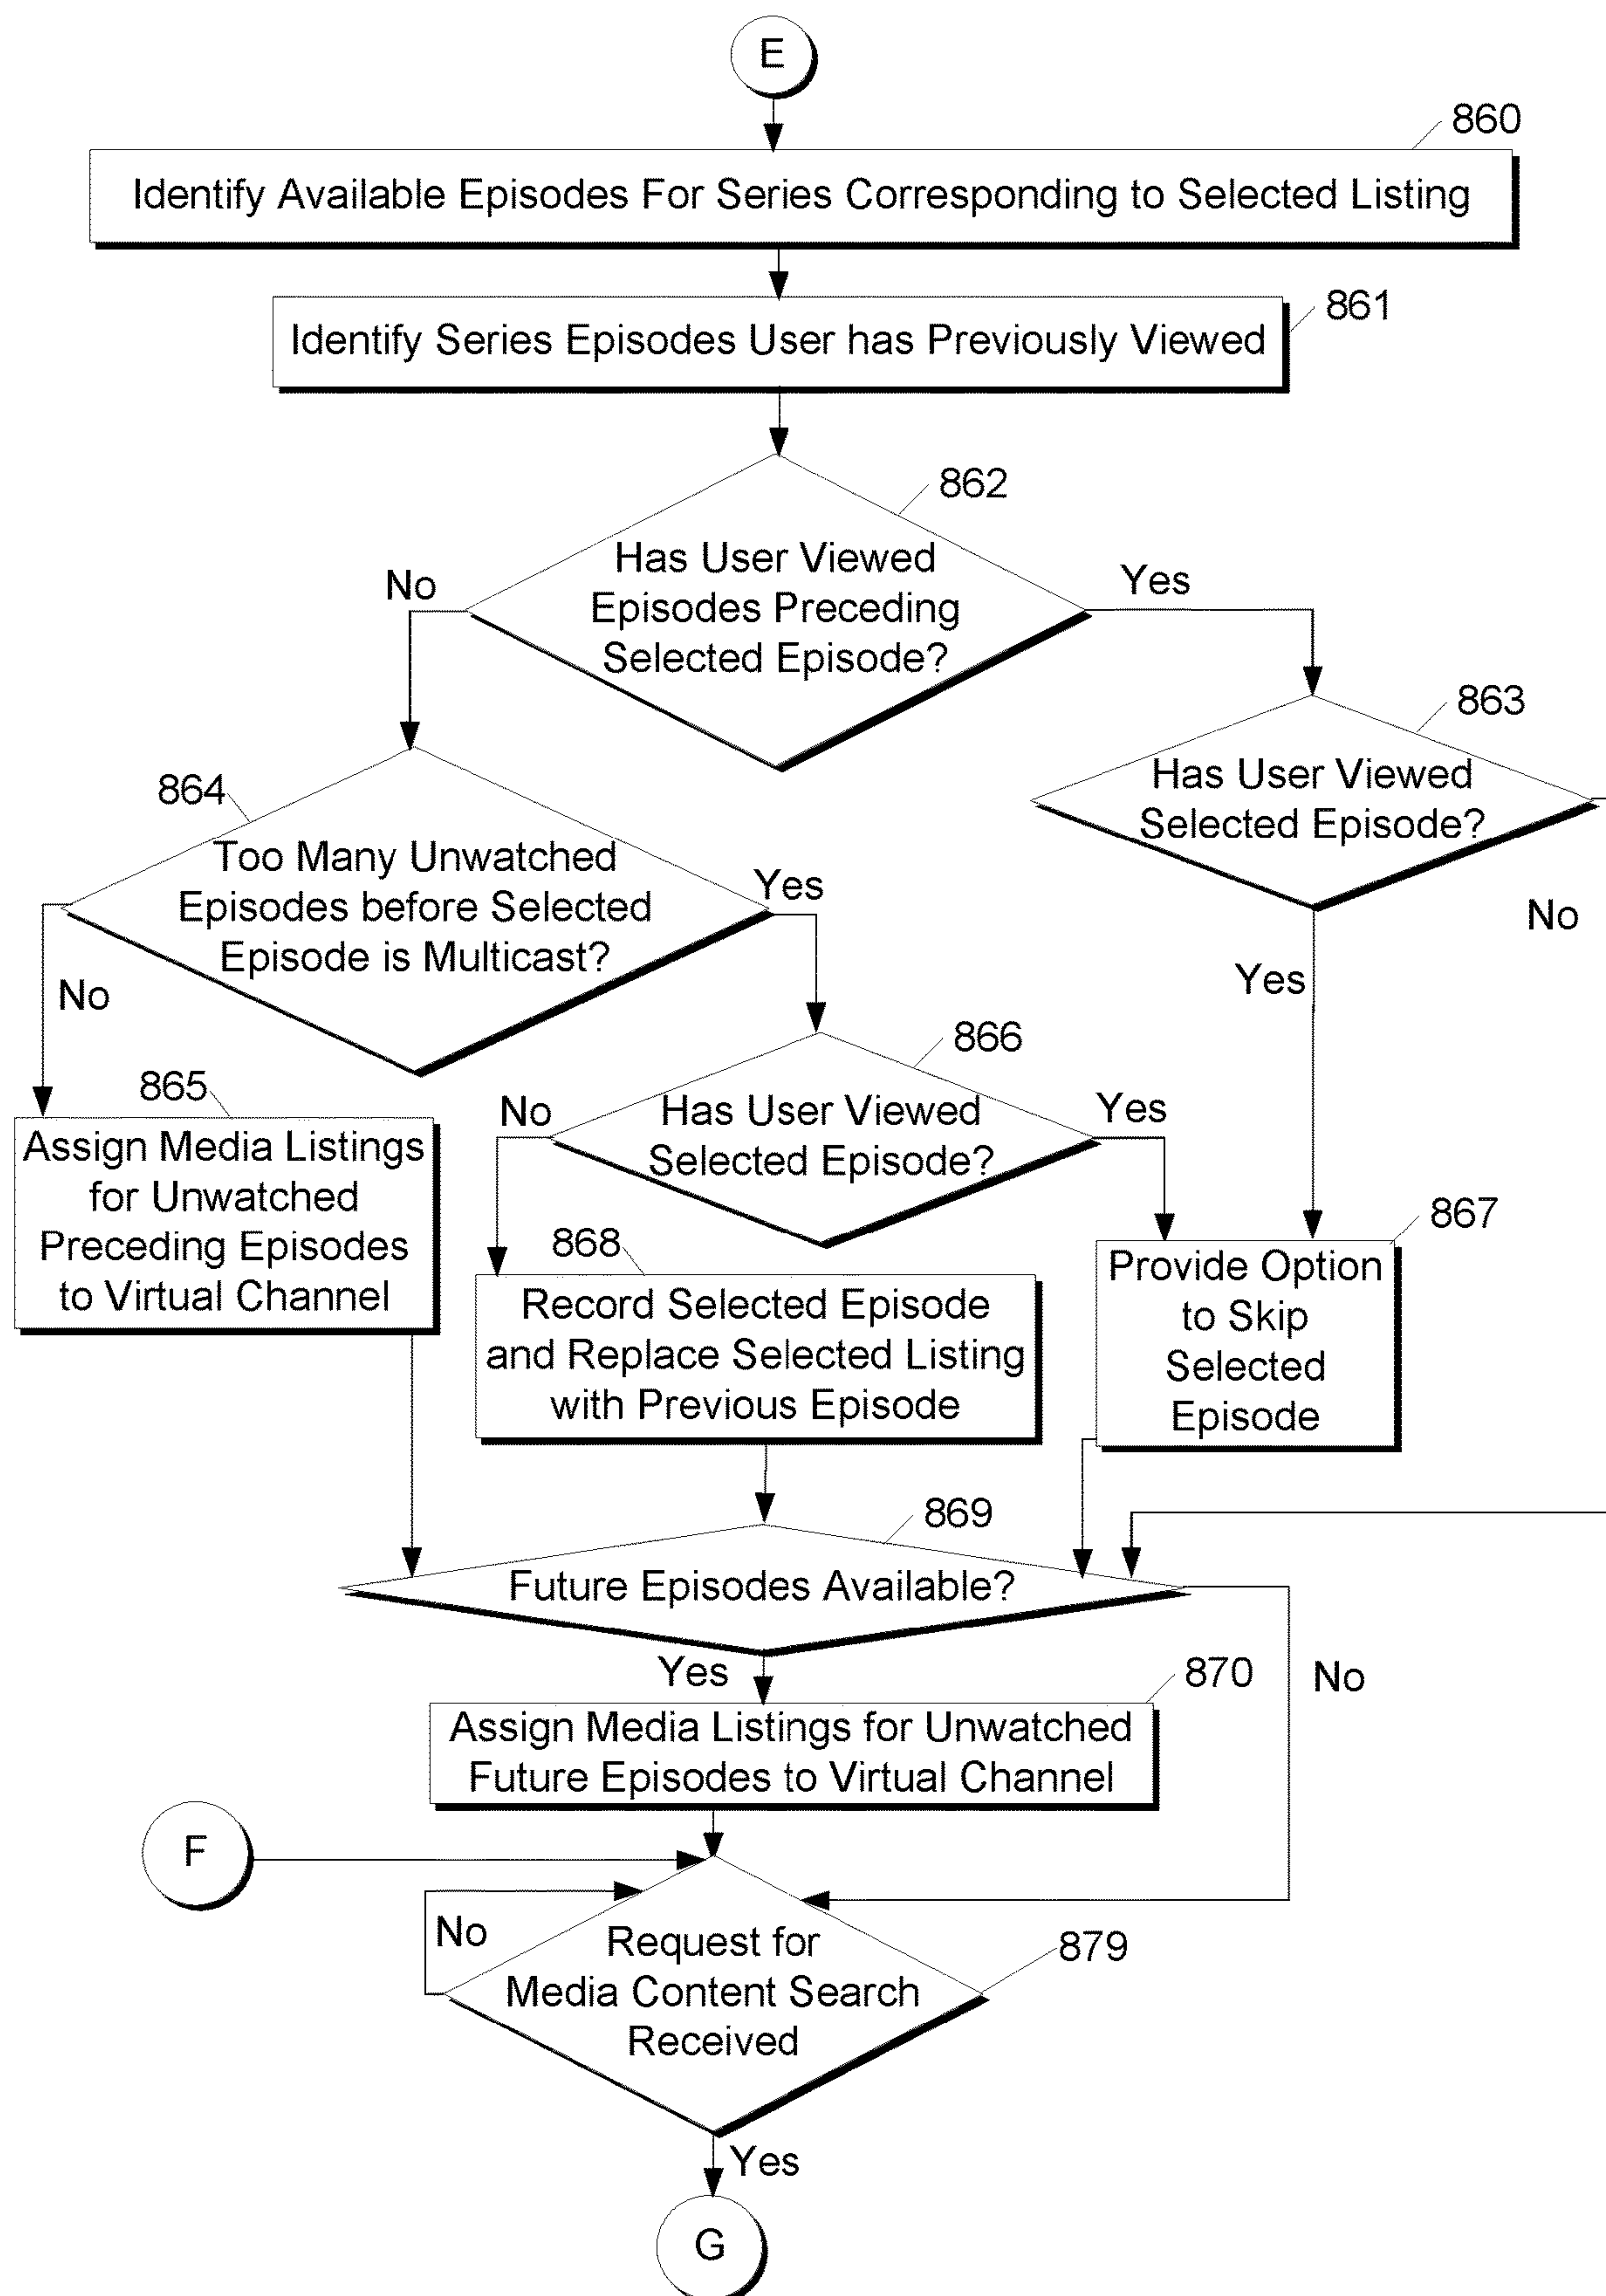 E
860
Identify Available Episodes For Series Corresponding to Selected Listing
861
Identify Series Episodes User has Previously Viewed
862
Has User Viewed
Episodes Preceding
Selected Episode?
No
Yes
863
Has User Viewed
Selected Episode?
No
Yes
864
Too Many Unwatched
Episodes before Selected
Episode is Multicast?
Yes
No
865
Assign Media Listings
for Unwatched
Preceding Episodes
to Virtual Channel
866
Has User Viewed
Selected Episode?
No
Yes
867
Provide Option
to Skip
Selected
Episode
868
Record Selected Episode
and Replace Selected Listing
with Previous Episode
869
Future Episodes Available?
Yes
No
870
Assign Media Listings for Unwatched
Future Episodes to Virtual Channel
F
No
879
Request for
Media Content Search
Received
Yes
G